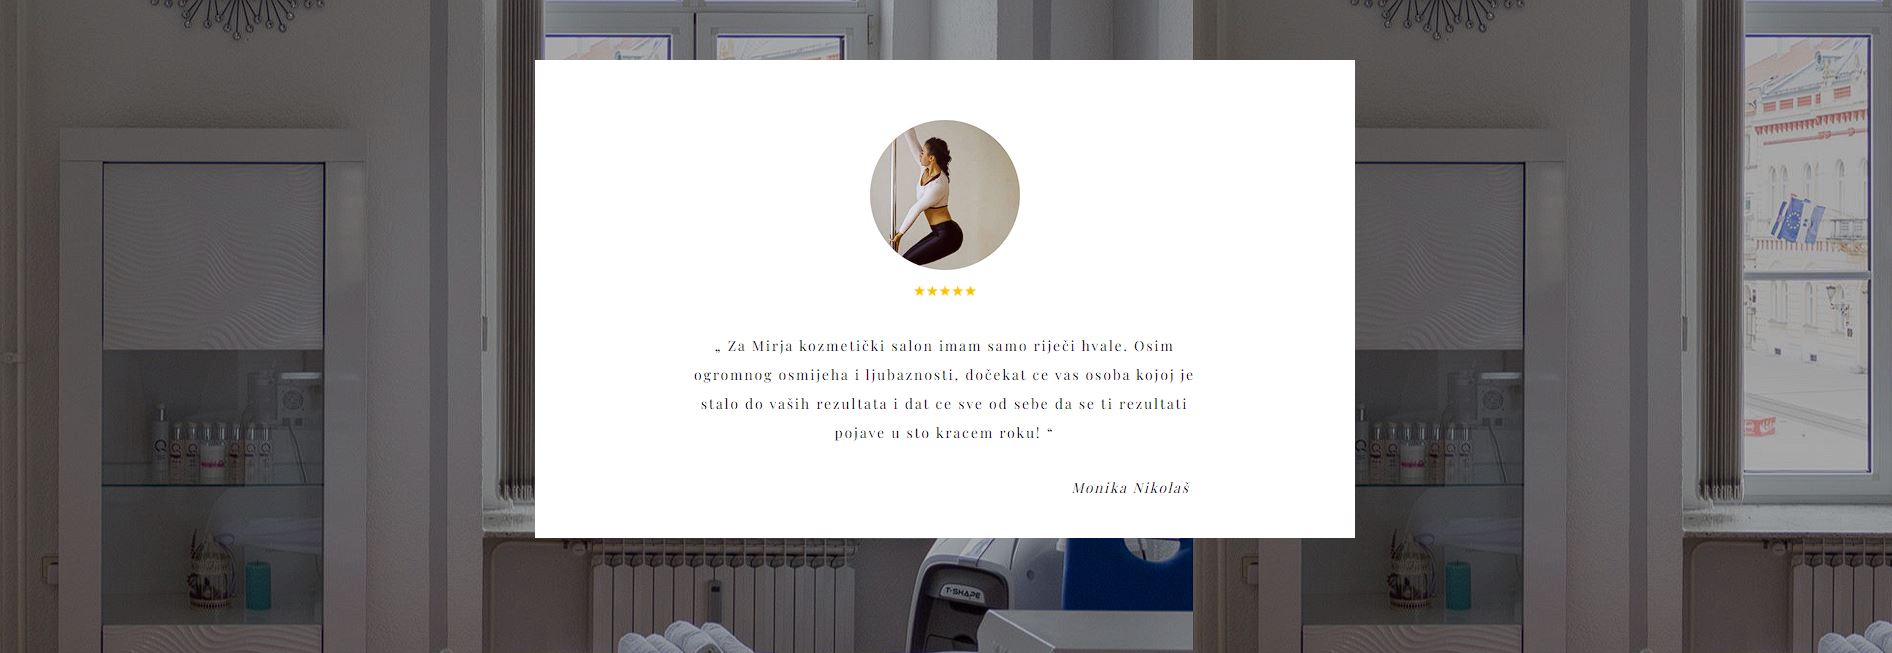 „ Za Mirja kozmetički salon imam samo riječi hvale. Osim
ogromnog osmijeha i ljubaznosti, dočekat ce vas osoba kojoj je
stalo do vaših rezultata i dat ce sve od sebe da se ti rezultati
pojave u sto kracem roku! “
Monika Nikolaš
T-SHAPE